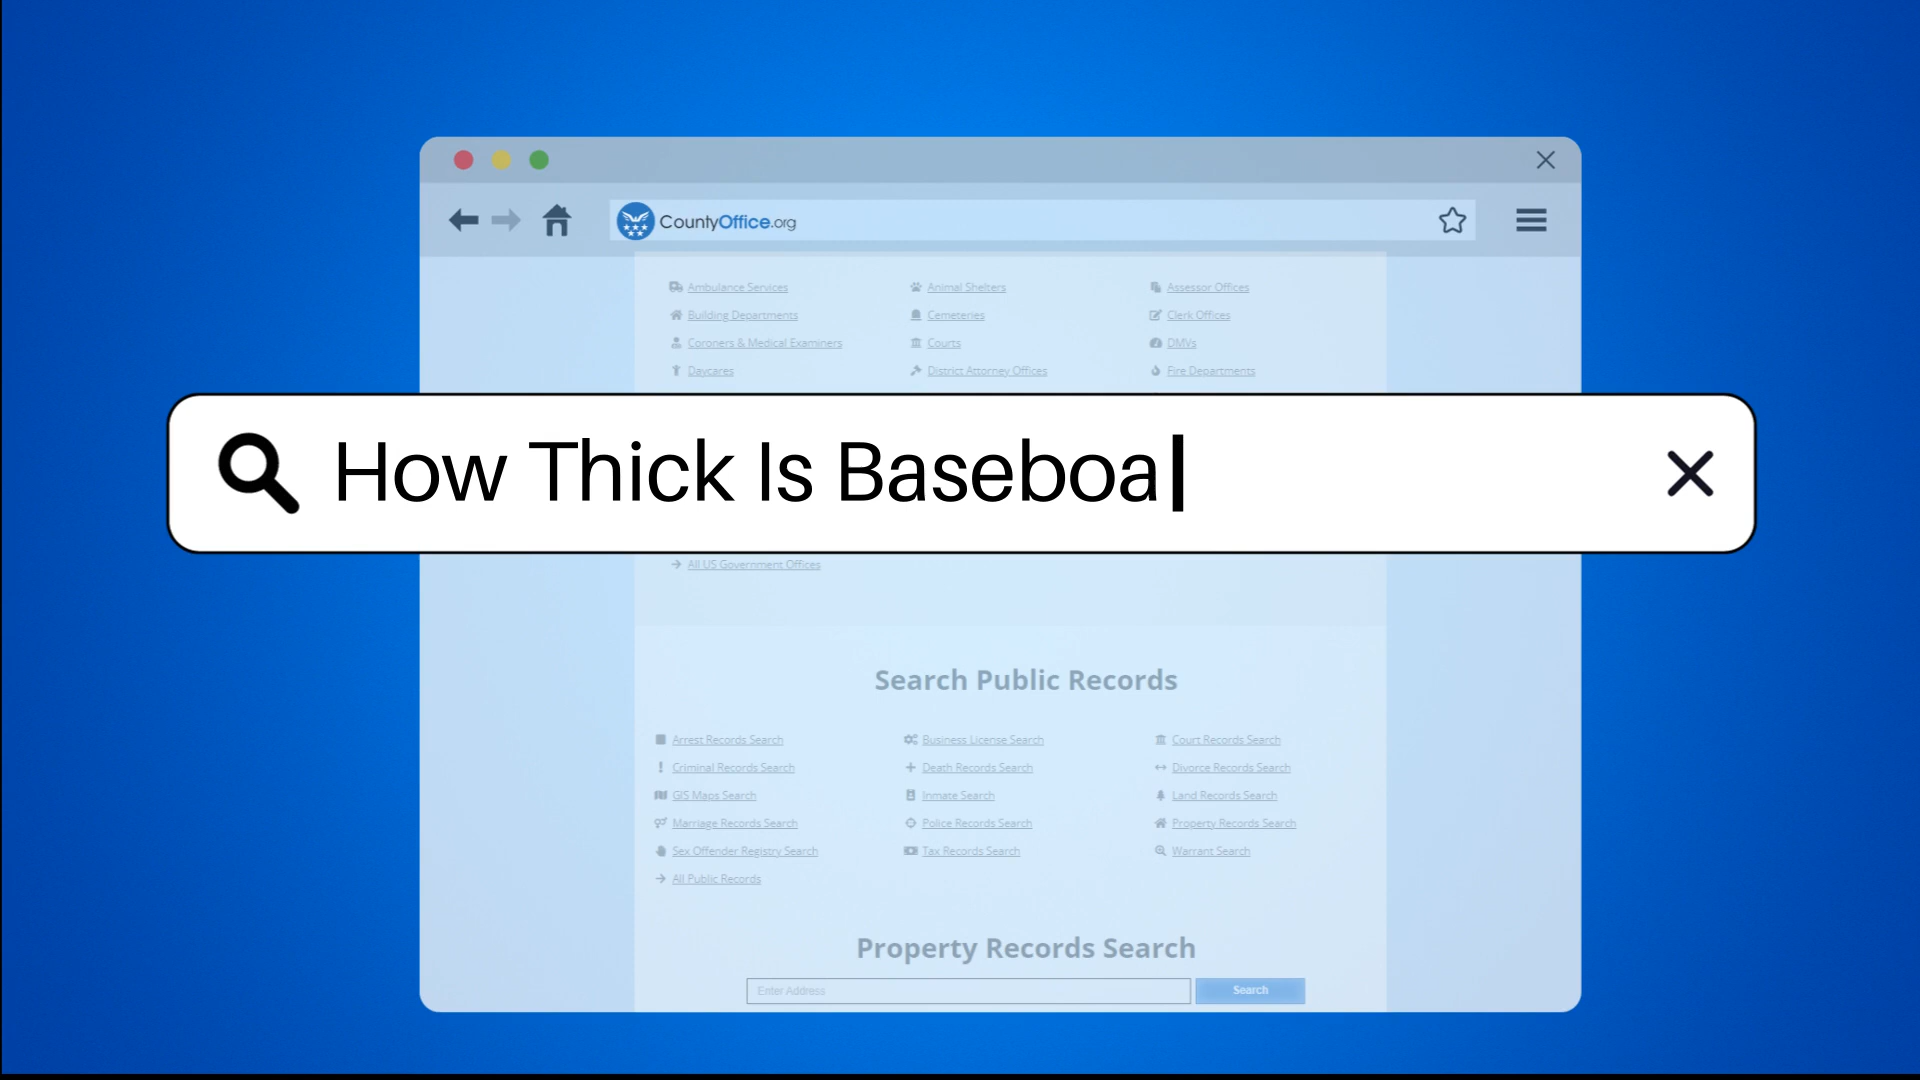 CountyOffice.org
Ambulance Services Animal Shelters Assessor Offices
Building Departments Cemeteries Clerk Offices
Coroners & Medical Examiners Courts DMVs
Daycares District Attorney Offices Fire Departments
How Thick Is Baseboa
All US Government Offices
Search Public Records
Arrest Records Search Business License Search Court Records Search
Criminal Records Search Death Records Search Divorce Records Search
GIS Maps Search Inmate Search Land Records Search
Marriage Records Search Police Records Search Property Records Search
Sex Offender Registry Search Tax Records Search Warrant Search
All Public Records
Property Records Search
Enter Address Search